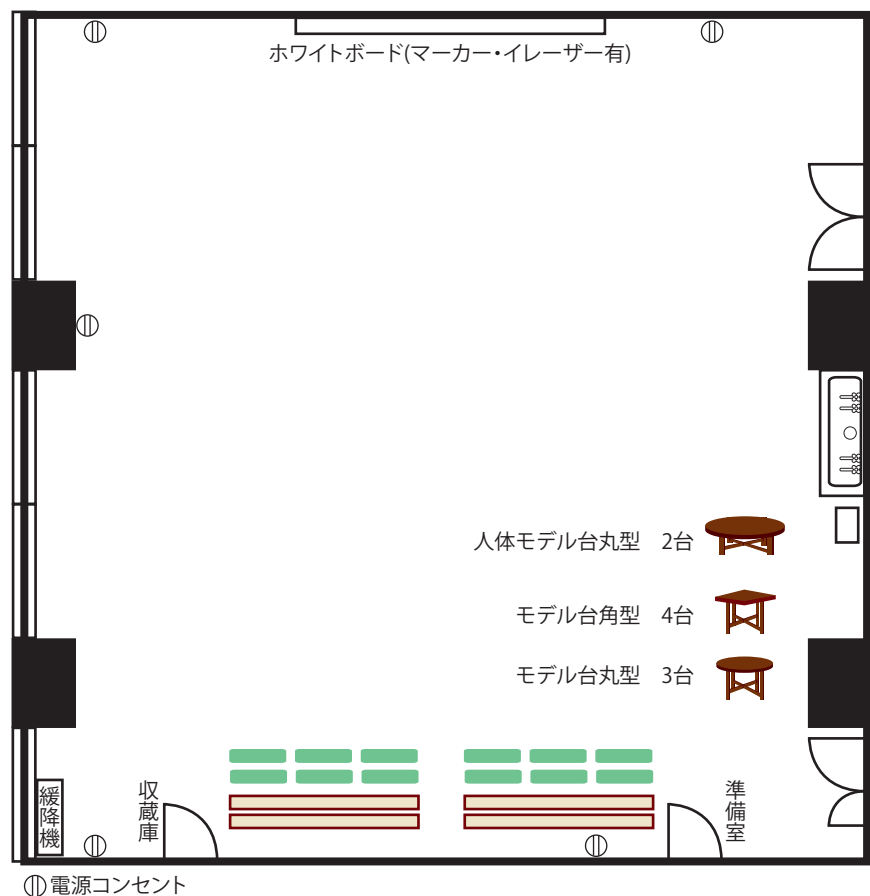 ホワイトボード(マーカー・イレーザー有)
人体モデル台丸型　2台
モデル台角型　4台
モデル台丸型　3台
緩降機
収蔵庫
準備室
電源コンセント